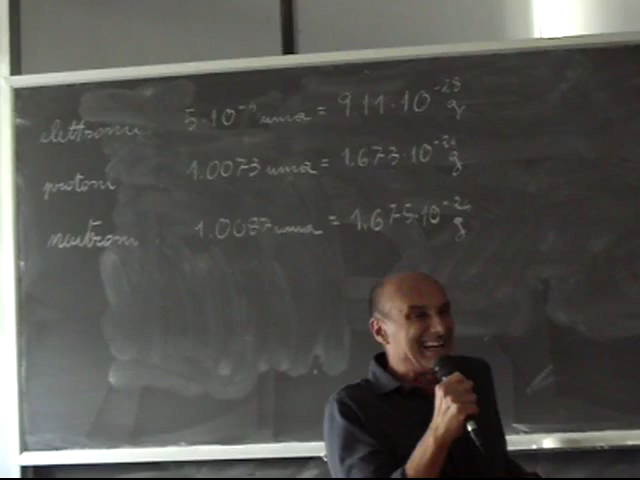 elettroni 5·10⁻⁴ uma = 9.11·10⁻²⁸ g
protoni 1.0073 uma = 1.673·10⁻²⁴ g
neutroni 1.0087 uma = 1.675·10⁻²⁴ g